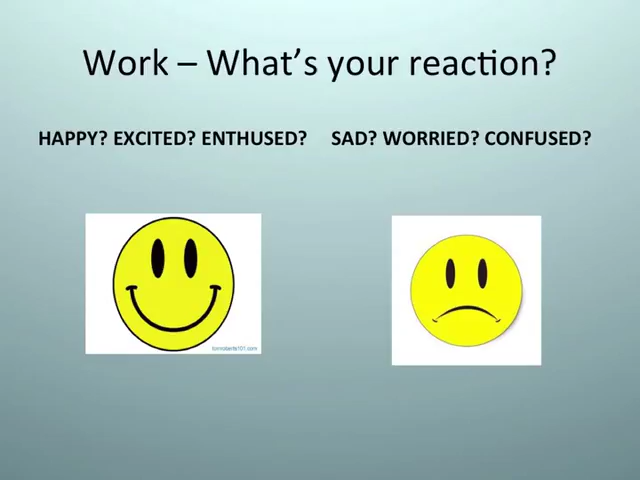 Work – What's your reaction?
HAPPY? EXCITED? ENTHUSED?
SAD? WORRIED? CONFUSED?